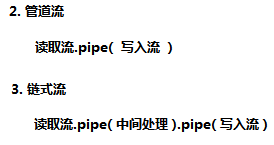 2. 管道流
读取流.pipe( 写入流 )
3. 链式流
读取流.pipe( 中间处理 ).pipe( 写入流 )